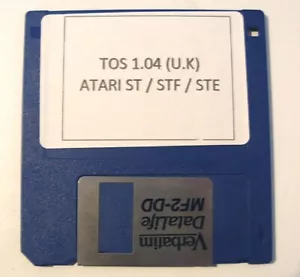 TOS 1.04 (U.K)
ATARI ST / STF / STE
Verbatim
DataLife
MF2-DD